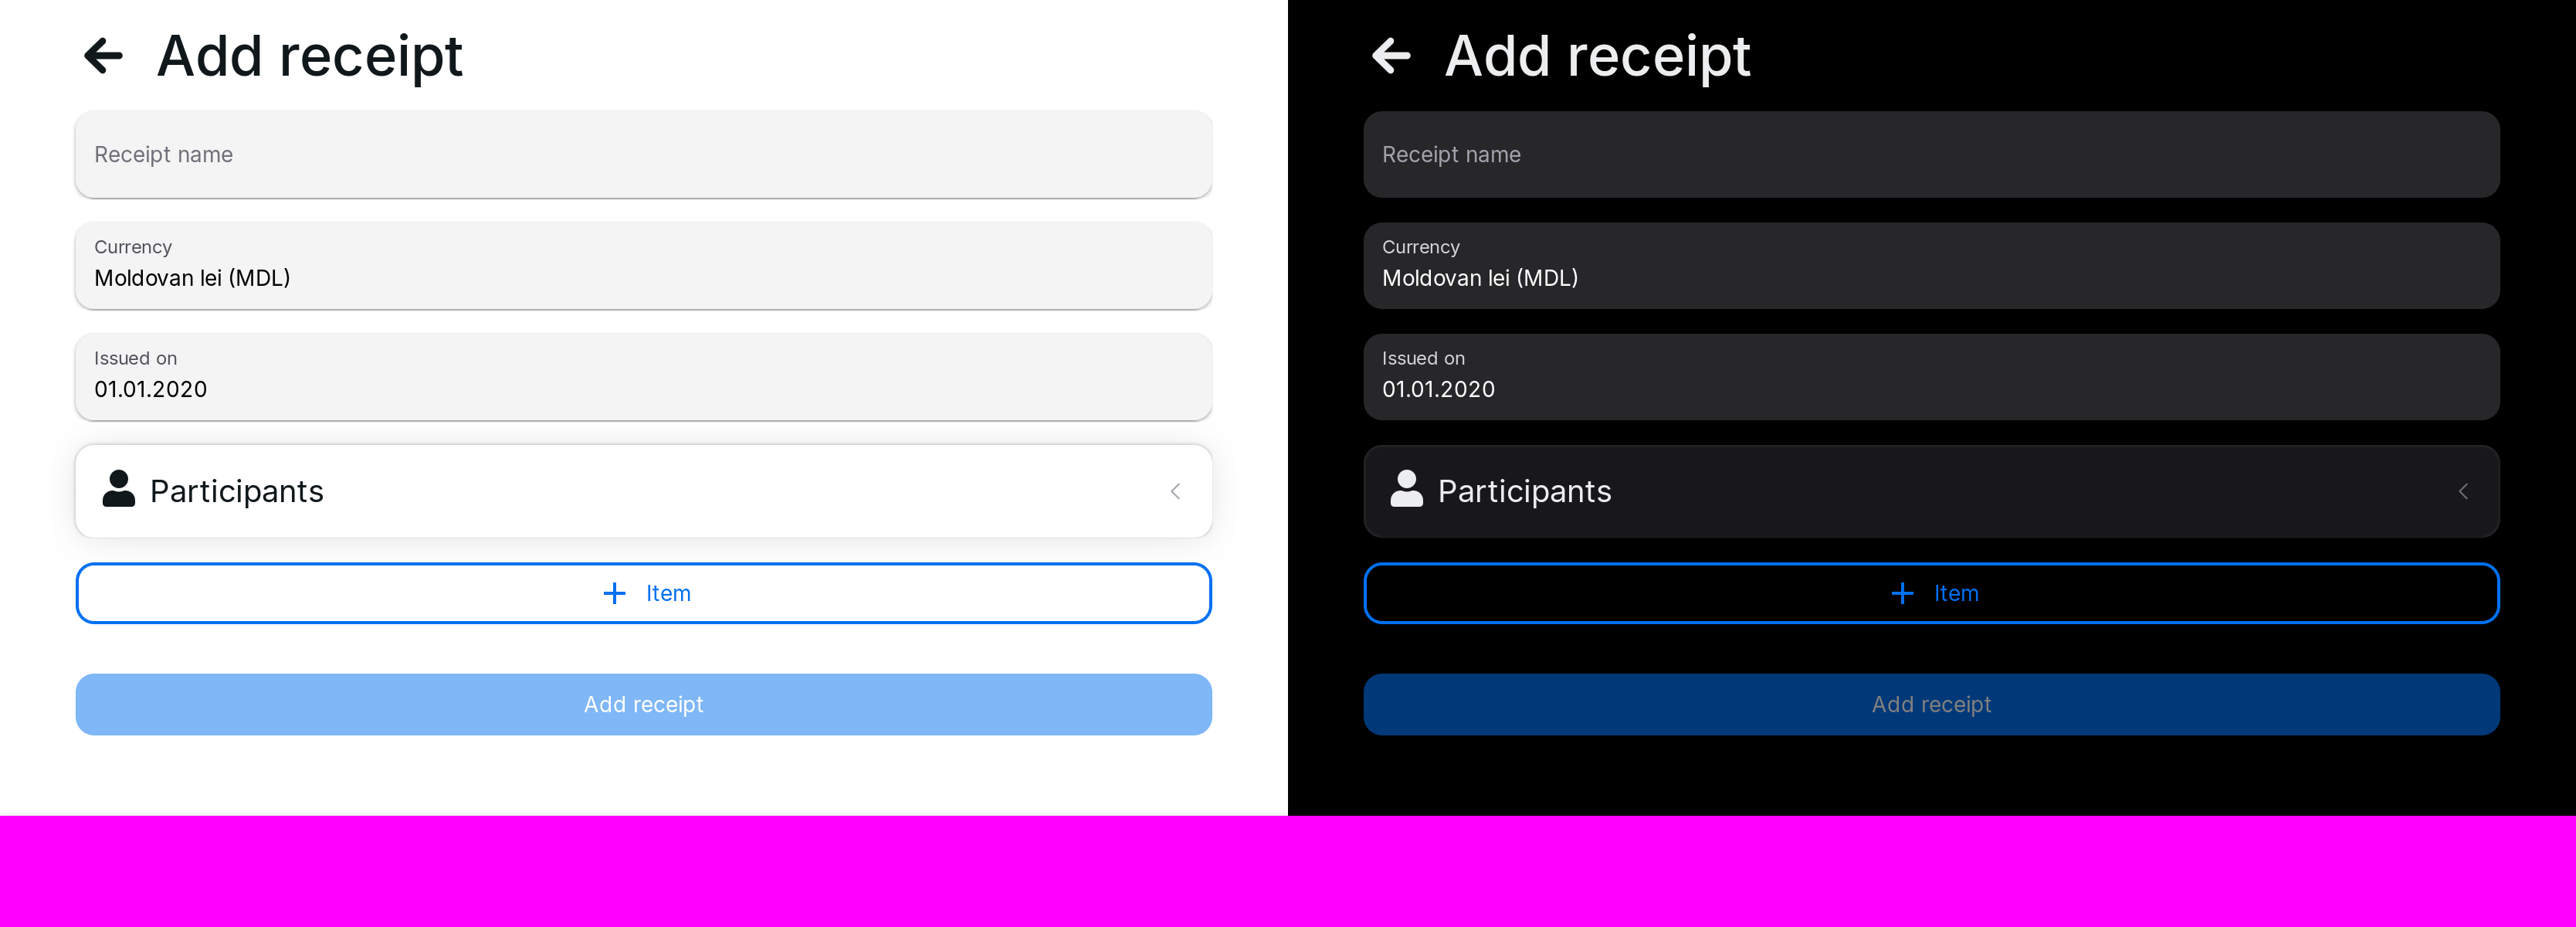 Add receipt
Receipt name
Currency
Moldovan lei (MDL)
Issued on
01.01.2020
Participants
Item
Add receipt
Add receipt
Receipt name
Currency
Moldovan lei (MDL)
Issued on
01.01.2020
Participants
Item
Add receipt